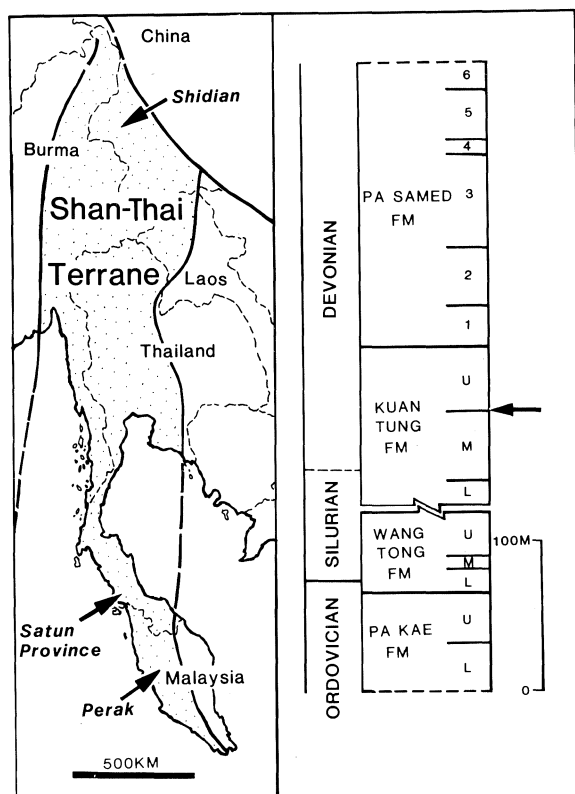 China
Shidian
Burma
Shan-Thai
Terrane
Laos
Thailand
Satun
Province
Malaysia
Perak
500KM
DEVONIAN
SILURIAN
ORDOVICIAN
6
5
4
3
PA SAMED
FM
2
1
U
KUAN
TUNG
FM
M
L
WANG
TONG
FM
U
M
L
PA KAE
FM
U
L
100M
0